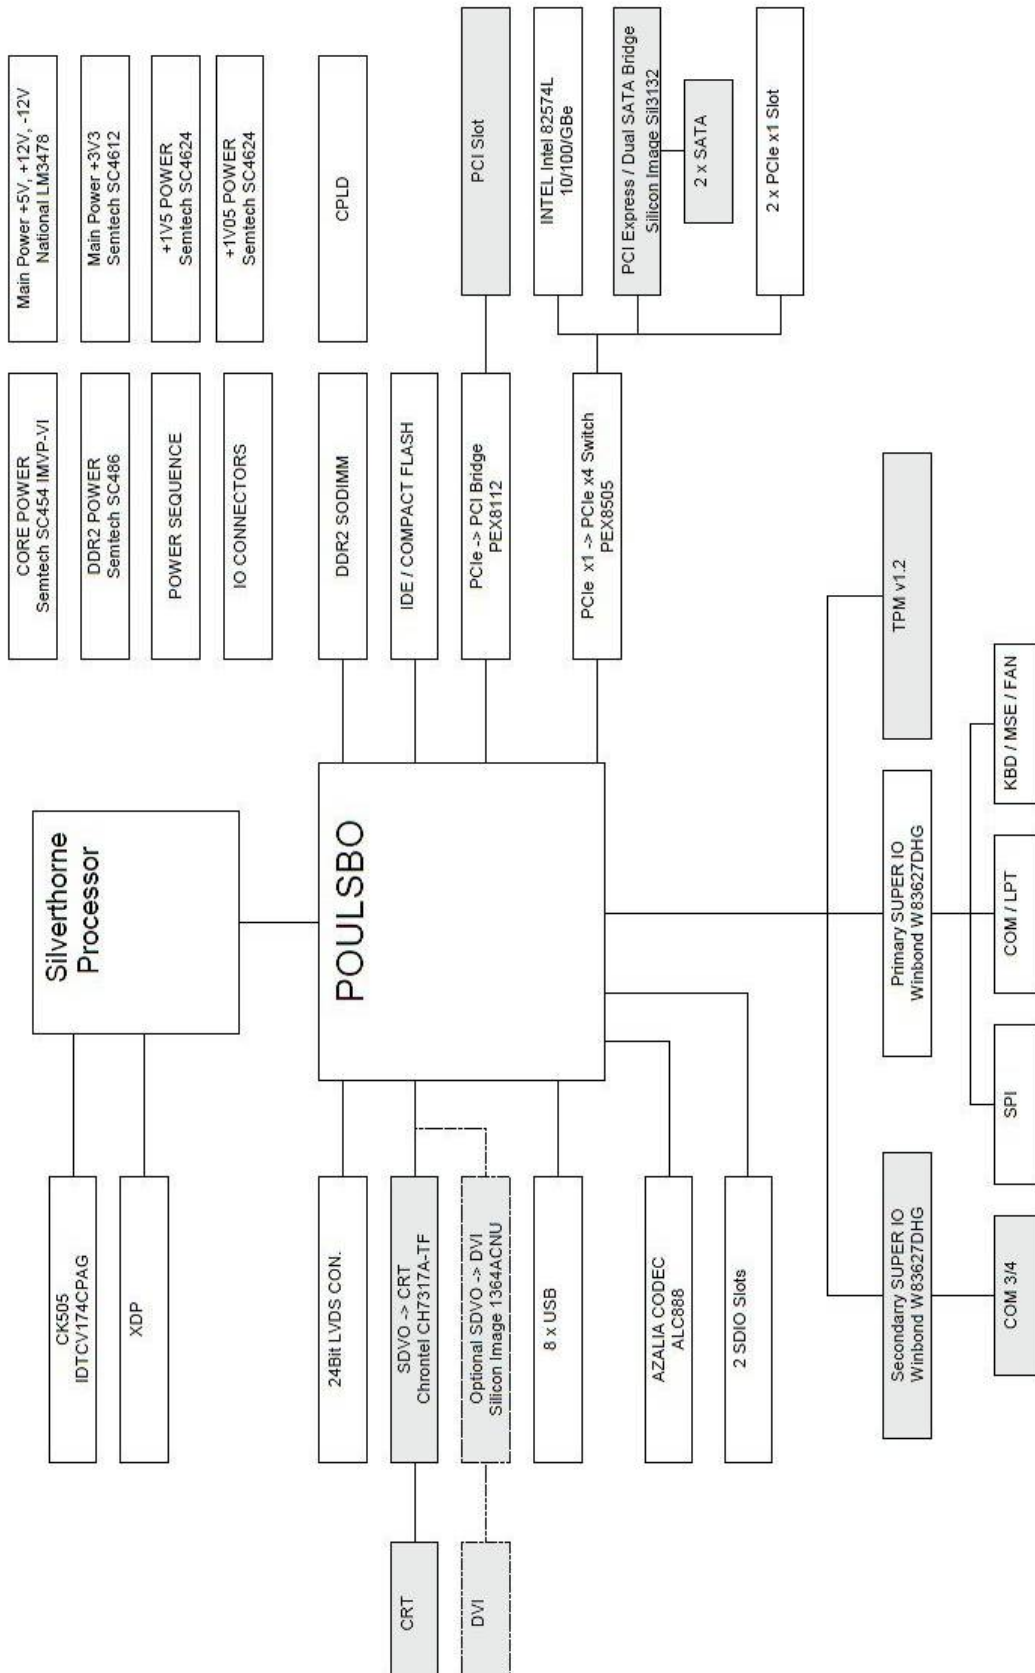 CK505
IDTCV174CPAG
XDP
Silverthorne
Processor
CORE POWER
Semtech SC454 IMVP-VI
Main Power +5V, +12V, -12V
National LM3478
DDR2 POWER
Semtech SC486
Main Power +3V3
Semtech SC4612
POWER SEQUENCE
+1V5 POWER
Semtech SC4624
IO CONNECTORS
+1V05 POWER
Semtech SC4624
24Bit LVDS CON.
POULSBO
DDR2 SODIMM
CPLD
CRT
SDVO -> CRT
Chrontel CH7317A-TF
IDE / COMPACT FLASH
DVI
Optional SDVO -> DVI
Sillicon Image 1364ACNU
PCIe -> PCI Bridge
PEX8112
PCI Slot
8 x USB
INTEL Intel 82574L
10/100/GBe
PCIe x1 -> PCIe x4 Switch
PEX8505
PCI Express / Dual SATA Bridge
Silicon Image SiI3132
2 x SATA
AZALIA CODEC
ALC888
2 SDIO Slots
2 x PCIe x1 Slot
Secondarry SUPER IO
Winbond W83627DHG
Primary SUPER IO
Winbond W83627DHG
TPM v1.2
COM 3/4
SPI
COM / LPT
KBD / MSE / FAN